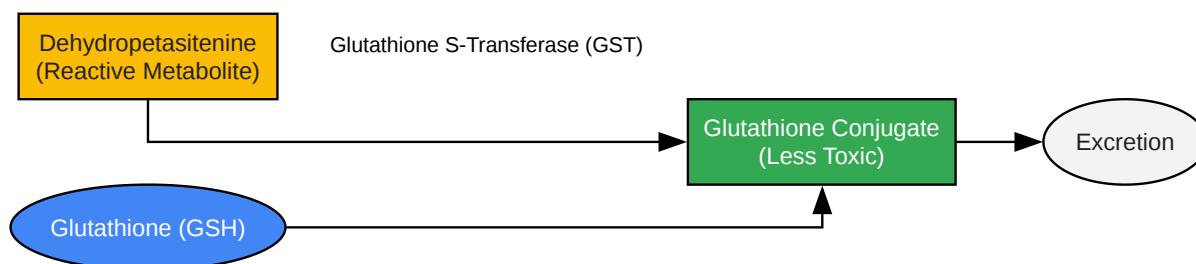 Dehydropetasitenine
(Reactive Metabolite)
Glutathione S-Transferase (GST)
Glutathione Conjugate
(Less Toxic)
Excretion
Glutathione (GSH)